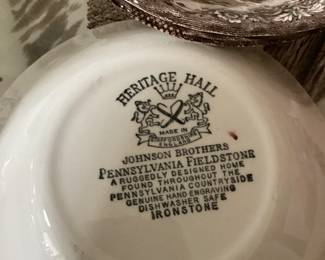 HERITAGE HALL
MADE IN
STAFFORDSHIRE
ENGLAND
JOHNSON BROTHERS
PENNSYLVANIA FIELDSTONE
A RUGGEDLY DESIGNED HOME
FOUND THROUGHOUT THE
PENNSYLVANIA COUNTRYSIDE
GENUINE HAND ENGRAVING
DISHWASHER SAFE
IRONSTONE